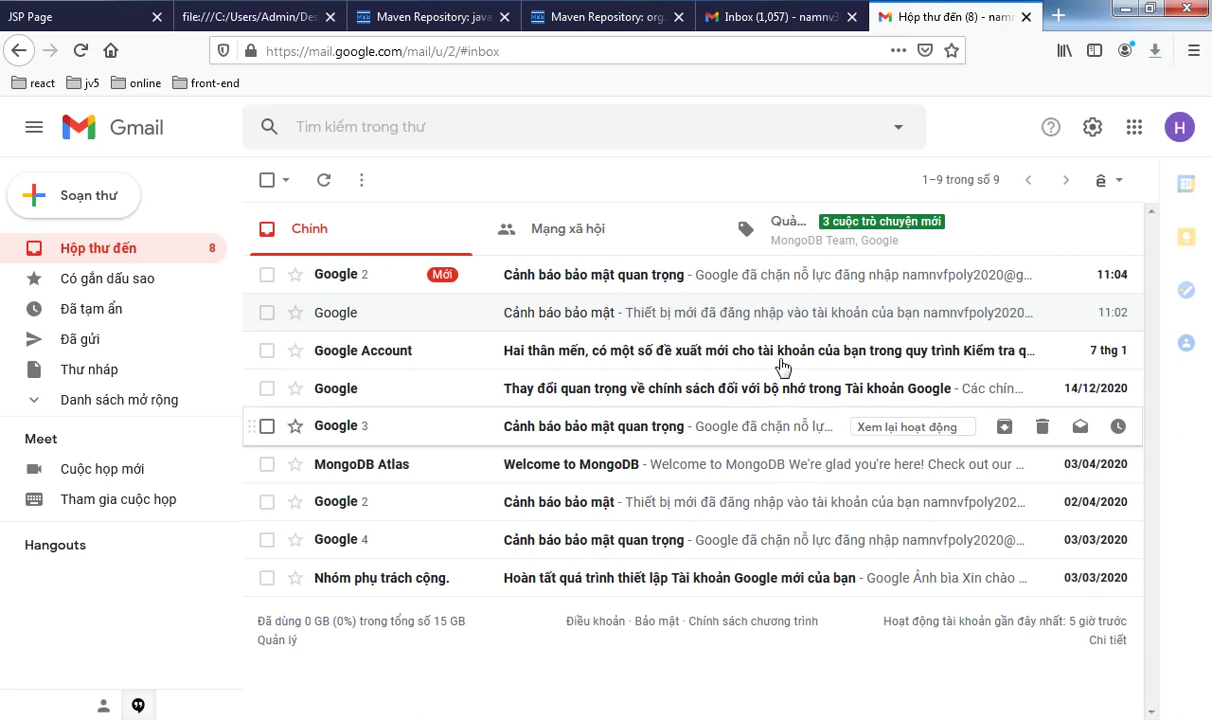 JSP Page
file:///C:/Users/Admin/Des
Maven Repository: java
Maven Repository: org.
Inbox (1,057) - namnv3
Hộp thư đến (8) - namn
https://mail.google.com/mail/u/2/#inbox
react
jv5
online
front-end
Gmail
Tìm kiếm trong thư
H
Soạn thư
1–9 trong số 9
ê
Hộp thư đến 8
Có gắn dấu sao
Đã tạm ẩn
Đã gửi
Thư nháp
Danh sách mở rộng
Meet
Cuộc họp mới
Tham gia cuộc họp
Hangouts
Chính
Mạng xã hội
Quả... 3 cuộc trò chuyện mới
MongoDB Team, Google
Google 2 Mới Cảnh báo bảo mật quan trọng - Google đã chặn nỗ lực đăng nhập namnvfpoly2020@g... 11:04
Google Cảnh báo bảo mật - Thiết bị mới đã đăng nhập vào tài khoản của bạn namnvfpoly2020... 11:02
Google Account Hai thân mến, có một số đề xuất mới cho tài khoản của bạn trong quy trình Kiểm tra q... 7 thg 1
Google Thay đổi quan trọng về chính sách đối với bộ nhớ trong Tài khoản Google - Các chín... 14/12/2020
Google 3 Cảnh báo bảo mật quan trọng - Google đã chặn nỗ lự... Xem lại hoạt động
MongoDB Atlas Welcome to MongoDB - Welcome to MongoDB We're glad you're here! Check out our ... 03/04/2020
Google 2 Cảnh báo bảo mật - Thiết bị mới đã đăng nhập vào tài khoản của bạn namnvfpoly202... 02/04/2020
Google 4 Cảnh báo bảo mật quan trọng - Google đã chặn nỗ lực đăng nhập namnvfpoly2020@... 03/03/2020
Nhóm phụ trách cộng. Hoàn tất quá trình thiết lập Tài khoản Google mới của bạn - Google Ảnh bìa Xin chào ... 03/03/2020
Đã dùng 0 GB (0%) trong tổng số 15 GB
Quản lý
Điều khoản · Bảo mật · Chính sách chương trình
Hoạt động tài khoản gần đây nhất: 5 giờ trước
Chi tiết